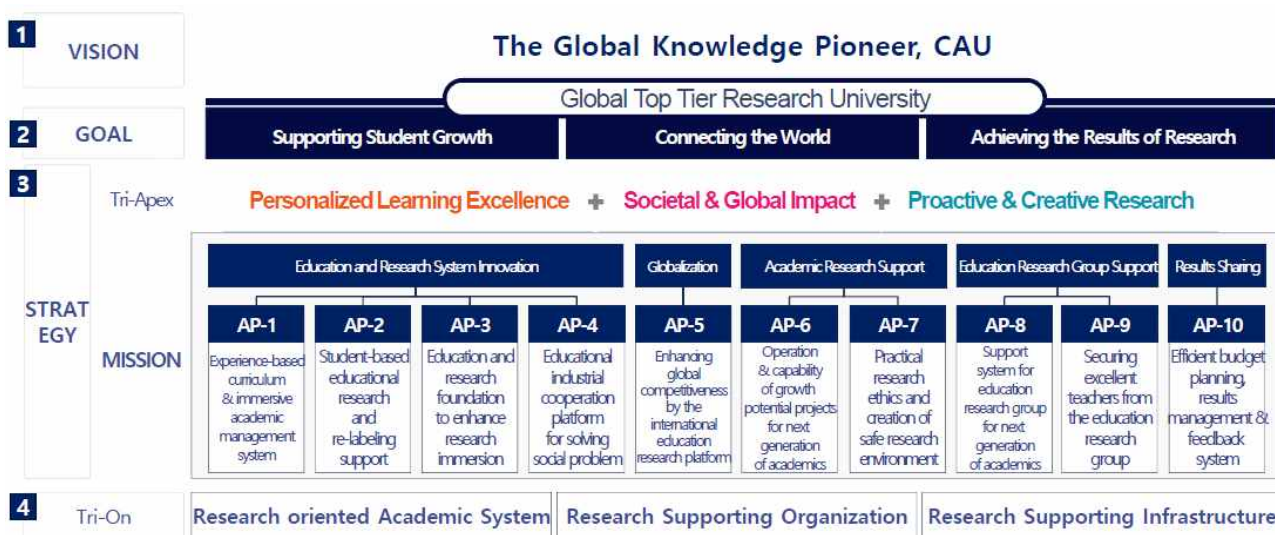 1
VISION
The Global Knowledge Pioneer, CAU
Global Top Tier Research University
2
GOAL
Supporting Student Growth
Connecting the World
Achieving the Results of Research
3
Tri-Apex
Personalized Learning Excellence + Societal & Global Impact + Proactive & Creative Research
STRAT
EGY
MISSION
Education and Research System Innovation
Globalization
Academic Research Support
Education Research Group Support
Results Sharing
AP-1
Experience-based
curriculum
& immersive
academic
management
system
AP-2
Student-based
educational
research
and
re-labeling
support
AP-3
Education and
research
foundation
to enhance
research
immersion
AP-4
Educational
industrial
cooperation
platform
for solving
social problem
AP-5
Enhancing
global
competitiveness
by the
international
education
research platform
AP-6
Operation
& capability
of growth
potential projects
for next
generation
of academics
AP-7
Practical
research
ethics and
creation of
safe research
environment
AP-8
Support
system for
education
research group
for next
generation
of academics
AP-9
Securing
excellent
teachers from
the education
research
group
AP-10
Efficient budget
planning,
results
management &
feedback
system
4
Tri-On
Research oriented Academic System
Research Supporting Organization
Research Supporting Infrastructure